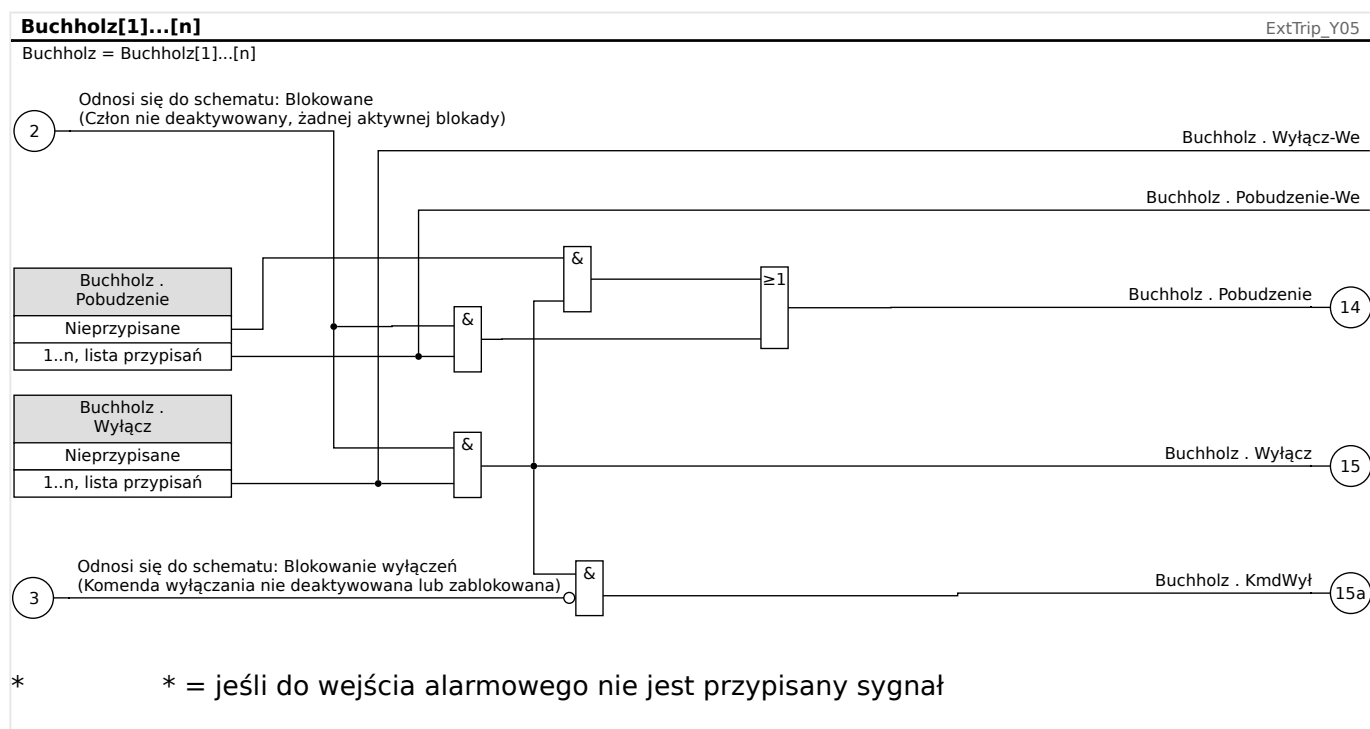 Buchholz[1]...[n]
ExtTrip_Y05
Buchholz = Buchholz[1]...[n]
Odnosi się do schematu: Blokowane
(Człon nie deaktywowany, żadnej aktywnej blokady)
2
Buchholz . Wyłącz-We
Buchholz . Pobudzenie-We
&
Buchholz .
Pobudzenie
≥1
Buchholz . Pobudzenie
14
Nieprzypisane
&
1..n, lista przypisań
Buchholz .
Wyłącz
&
Nieprzypisane
Buchholz . Wyłącz
15
1..n, lista przypisań
Odnosi się do schematu: Blokowanie wyłączeń
(Komenda wyłączania nie deaktywowana lub zablokowana)
3
&
Buchholz . KmdWył
15a
* * = jeśli do wejścia alarmowego nie jest przypisany sygnał